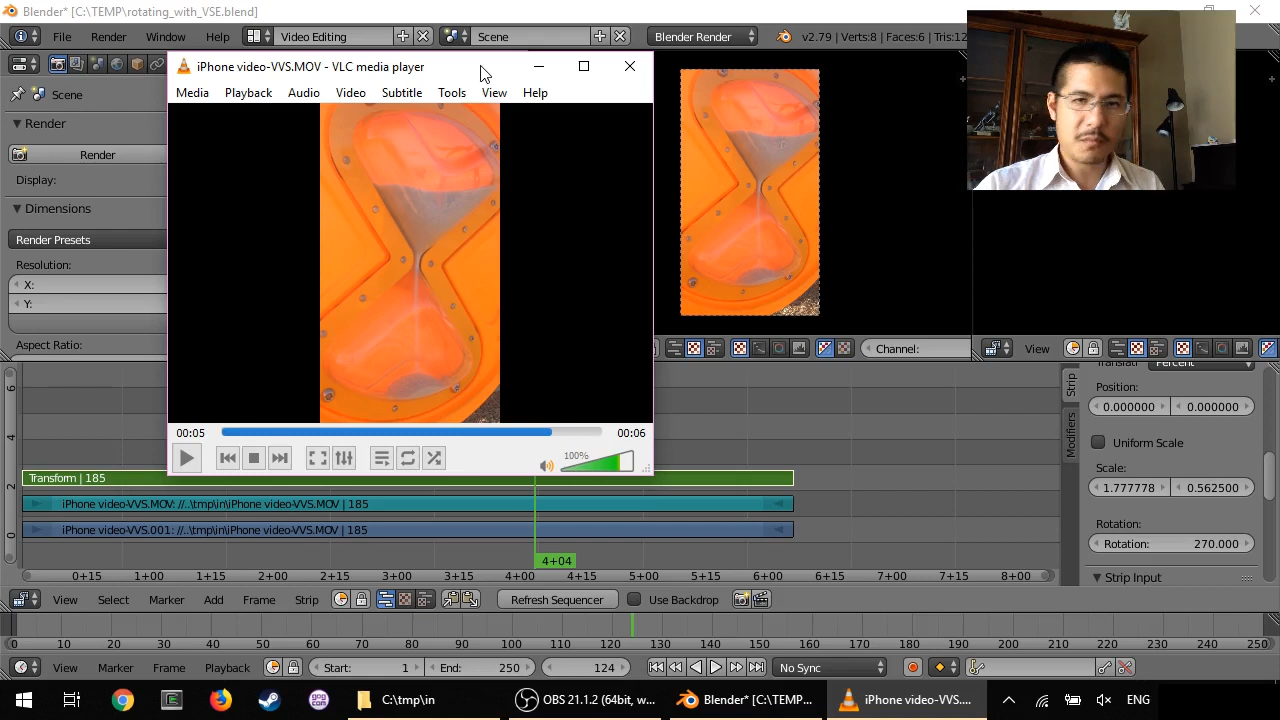 Blender* [C:\TEMP\rotating_with_VSE.blend]
File Render Window Help Video Editing Scene Blender Render v2.79 | Verts:8 | Faces:6 | Tris:12
Scene
Render
Render
Display:
Dimensions
Render Presets
Resolution:
X:
Y:
Aspect Ratio:
iPhone video-VVS.MOV - VLC media player
Media Playback Audio Video Subtitle Tools View Help
00:05 00:06
100%
Channel:
View
Percent
Position:
0.000000 0.000000
Uniform Scale
Scale:
1.777778 0.562500
Rotation:
Rotation: 270.000
Strip Input
Strip
Modifiers
6
4
2
0
Transform | 185
iPhone video-VVS.MOV: //..\tmp\in\iPhone video-VVS.MOV | 185
iPhone video-VVS.001: //..\tmp\in\iPhone video-VVS.MOV | 185
4+04
0+15 1+00 1+15 2+00 2+15 3+00 3+15 4+00 4+15 5+00 5+15 6+00 6+15 7+00 7+15 8+00
View Select Marker Add Frame Strip Refresh Sequencer Use Backdrop
0 10 20 30 40 50 60 70 80 90 100 110 120 130 140 150 160 170 180 190 200 210 220 230 240 250
View Marker Frame Playback Start: 1 End: 250 124 No Sync
gog com
C:\tmp\in OBS 21.1.2 (64bit, w... Blender* [C:\TEMP... iPhone video-VVS.... ENG